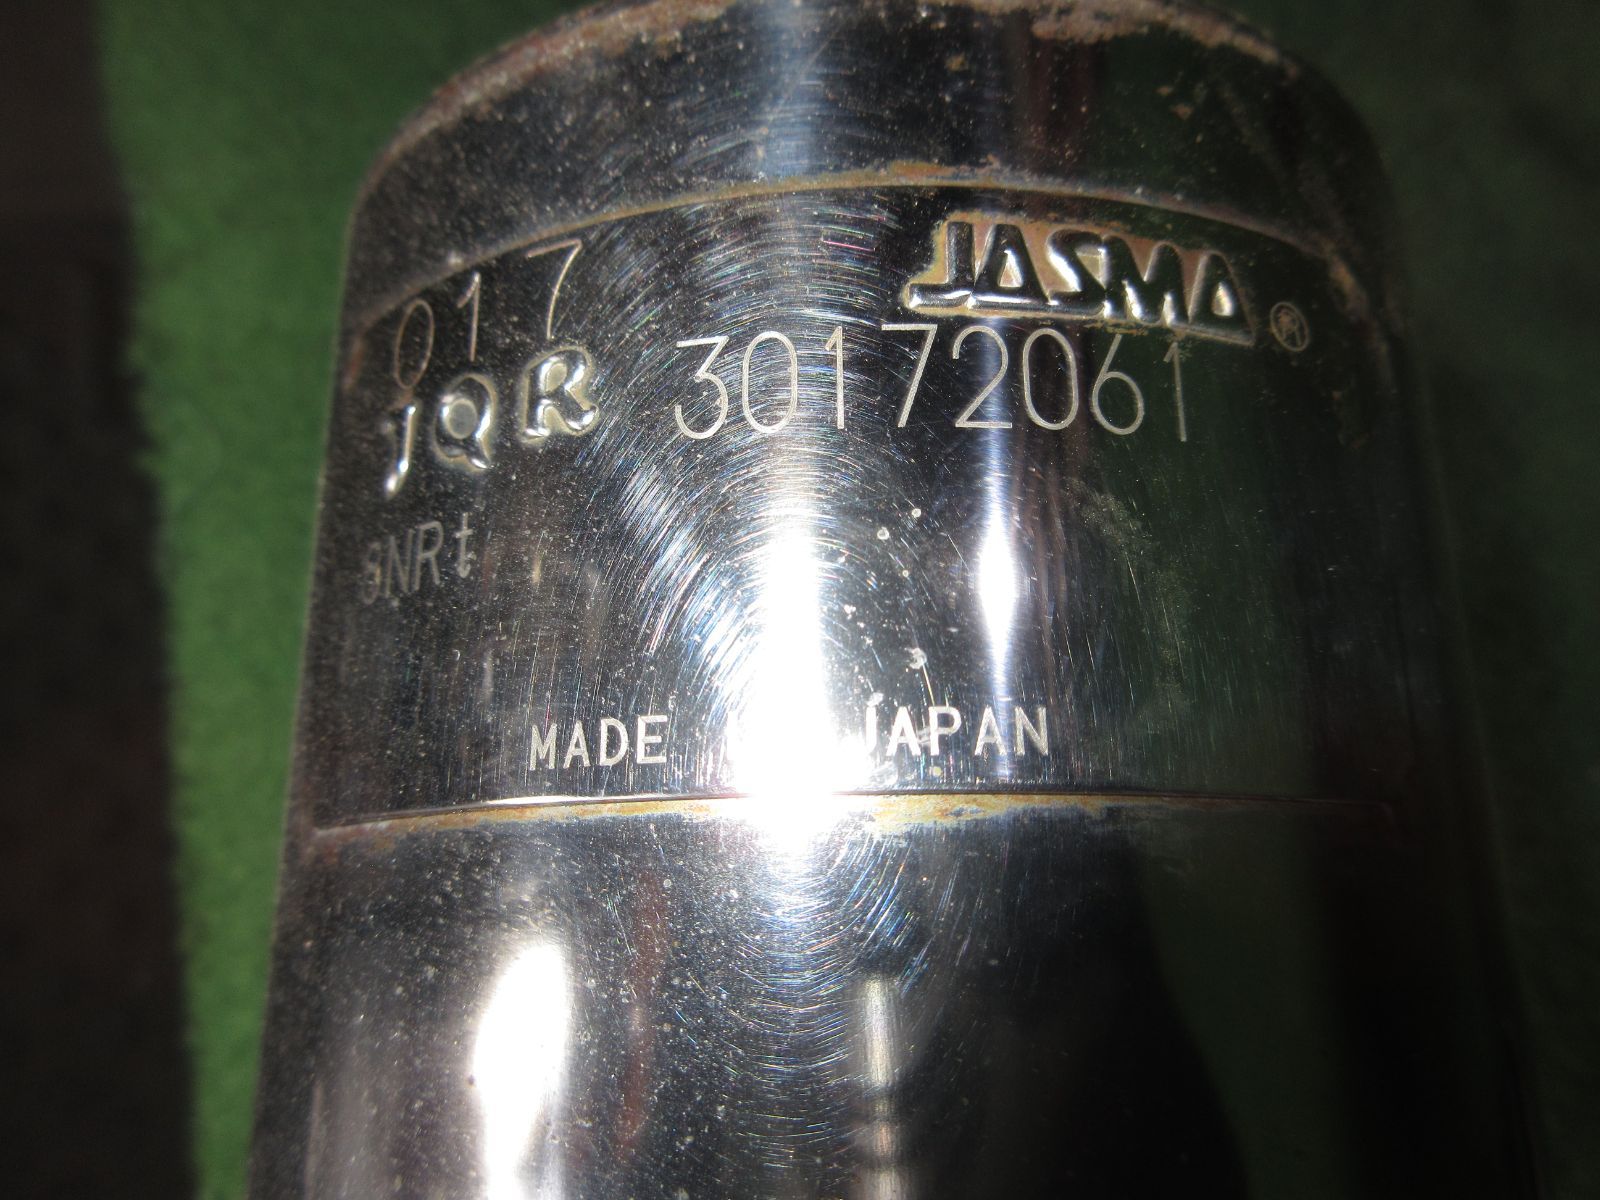 017
JASMA ®
JQR 30172061
SNRt
MADE JAPAN